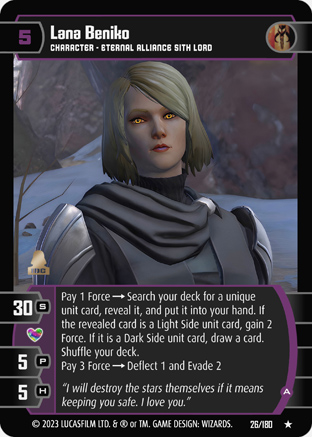 5 Lana Beniko
CHARACTER - ETERNAL ALLIANCE SITH LORD
30 S
5 P
5 H
Pay 1 Force → Search your deck for a unique
unit card, reveal it, and put it into your hand. If
the revealed card is a Light Side unit card, gain 2
Force. If it is a Dark Side unit card, draw a card.
Shuffle your deck.
Pay 3 Force → Deflect 1 and Evade 2
"I will destroy the stars themselves if it means
keeping you safe. I love you."
A
© 2023 LUCASFILM LTD. & ® or TM. GAME DESIGN: WIZARDS. 26/180 ★